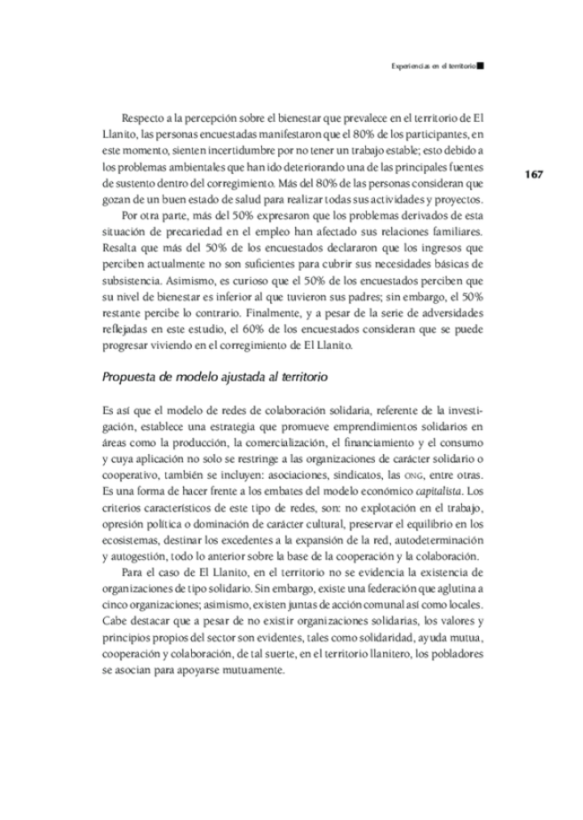 Experiencias en el territorio
167
Respecto a la percepción sobre el bienestar que prevalece en el territorio de El
Llanito, las personas encuestadas manifestaron que el 80% de los participantes, en
este momento, sienten incertidumbre por no tener un trabajo estable; esto debido a
los problemas ambientales que han ido deteriorando una de las principales fuentes
de sustento dentro del corregimiento. Más del 80% de las personas consideran que
gozan de un buen estado de salud para realizar todas sus actividades y proyectos.
Por otra parte, más del 50% expresaron que los problemas derivados de esta
situación de precariedad en el empleo han afectado sus relaciones familiares.
Resalta que más del 50% de los encuestados declararon que los ingresos que
perciben actualmente no son suficientes para cubrir sus necesidades básicas de
subsistencia. Asimismo, es curioso que el 50% de los encuestados perciben que
su nivel de bienestar es inferior al que tuvieron sus padres; sin embargo, el 50%
restante percibe lo contrario. Finalmente, y a pesar de la serie de adversidades
reflejadas en este estudio, el 60% de los encuestados consideran que se puede
progresar viviendo en el corregimiento de El Llanito.
Propuesta de modelo ajustada al territorio
Es así que el modelo de redes de colaboración solidaria, referente de la investi-
gación, establece una estrategia que promueve emprendimientos solidarios en
áreas como la producción, la comercialización, el financiamiento y el consumo
y cuya aplicación no solo se restringe a las organizaciones de carácter solidario o
cooperativo, también se incluyen: asociaciones, sindicatos, las ONG, entre otras.
Es una forma de hacer frente a los embates del modelo económico capitalista. Los
criterios característicos de este tipo de redes, son: no explotación en el trabajo,
opresión política o dominación de carácter cultural, preservar el equilibrio en los
ecosistemas, destinar los excedentes a la expansión de la red, autodeterminación
y autogestión, todo lo anterior sobre la base de la cooperación y la colaboración.
Para el caso de El Llanito, en el territorio no se evidencia la existencia de
organizaciones de tipo solidario. Sin embargo, existe una federación que aglutina a
cinco organizaciones; asimismo, existen juntas de acción comunal así como locales.
Cabe destacar que a pesar de no existir organizaciones solidarias, los valores y
principios propios del sector son evidentes, tales como solidaridad, ayuda mutua,
cooperación y colaboración, de tal suerte, en el territorio llanitero, los pobladores
se asocian para apoyarse mutuamente.